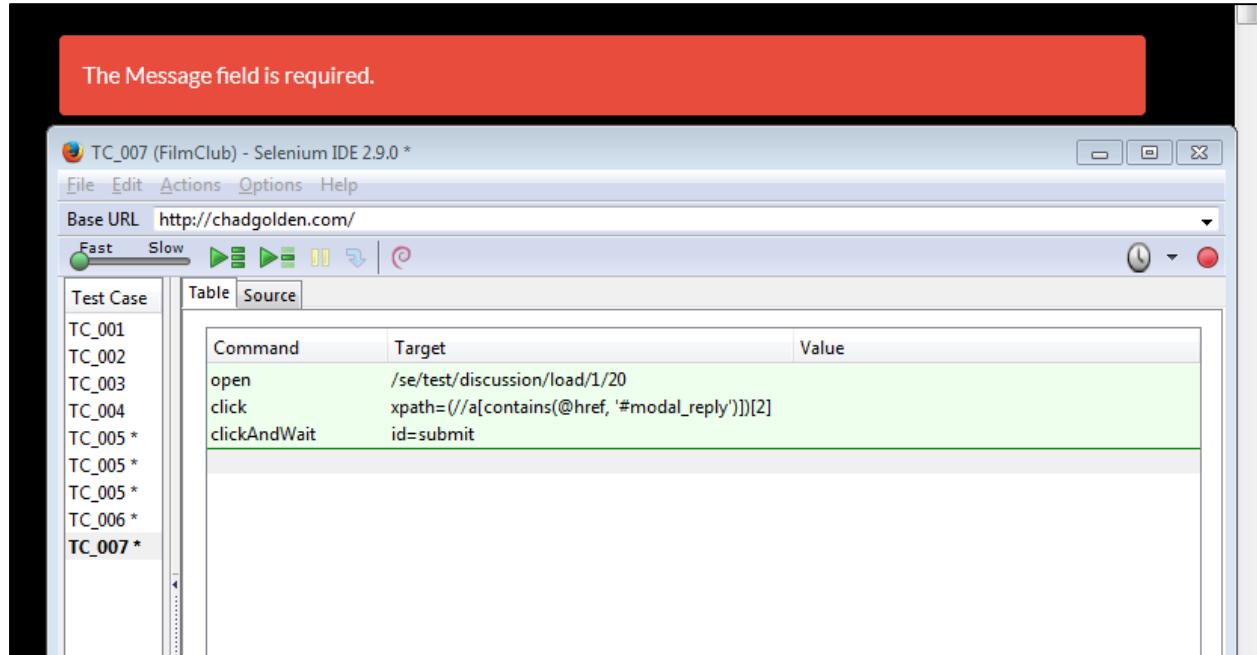 The Message field is required.
TC_007 (FilmClub) - Selenium IDE 2.9.0 *
File Edit Actions Options Help
Base URL http://chadgolden.com/
Fast Slow
Test Case
Table Source
TC_001
TC_002
TC_003
TC_004
TC_005 *
TC_005 *
TC_005 *
TC_006 *
TC_007 *
Command Target Value
open /se/test/discussion/load/1/20
click xpath=(//a[contains(@href, '#modal_reply')])[2]
clickAndWait id=submit